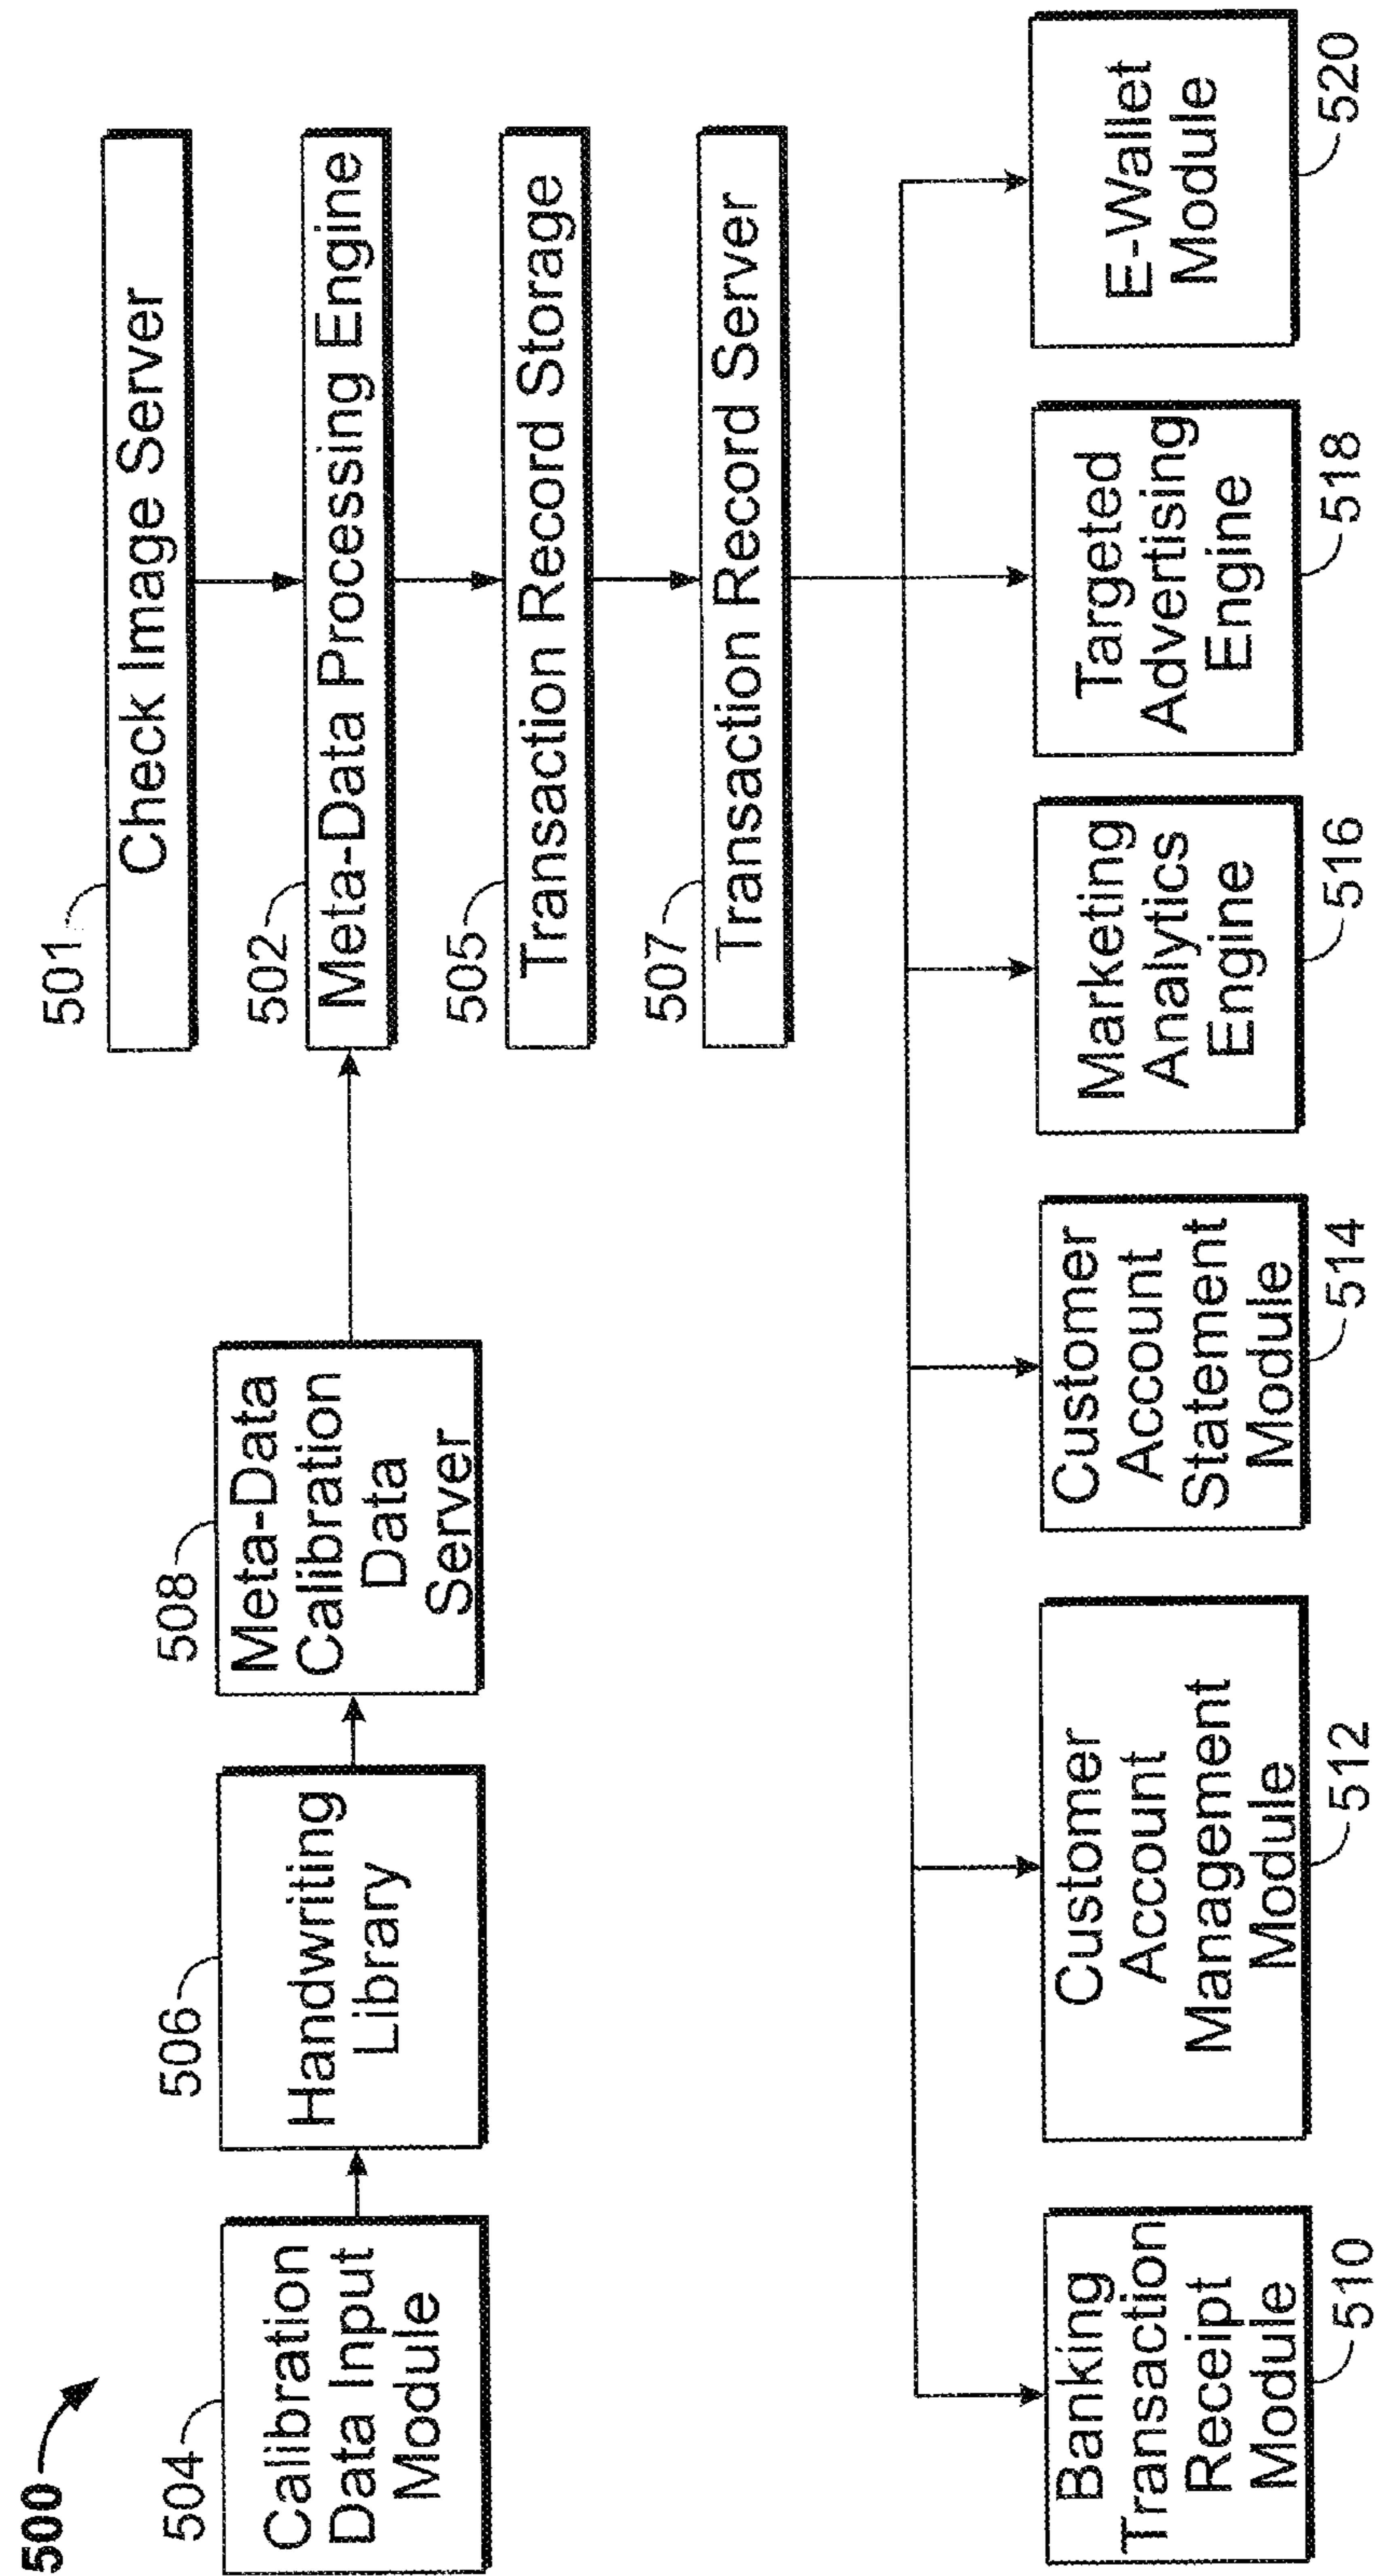 500
501
Check Image Server
504
Calibration
Data Input
Module
506
Handwriting
Library
508
Meta-Data
Calibration
Data
Server
502
Meta-Data Processing Engine
505
Transaction Record Storage
507
Transaction Record Server
Banking
Transaction
Receipt
Module
510
Customer
Account
Management
Module
512
Customer
Account
Statement
Module
514
Marketing
Analytics
Engine
516
Targeted
Advertising
Engine
518
E-Wallet
Module
520